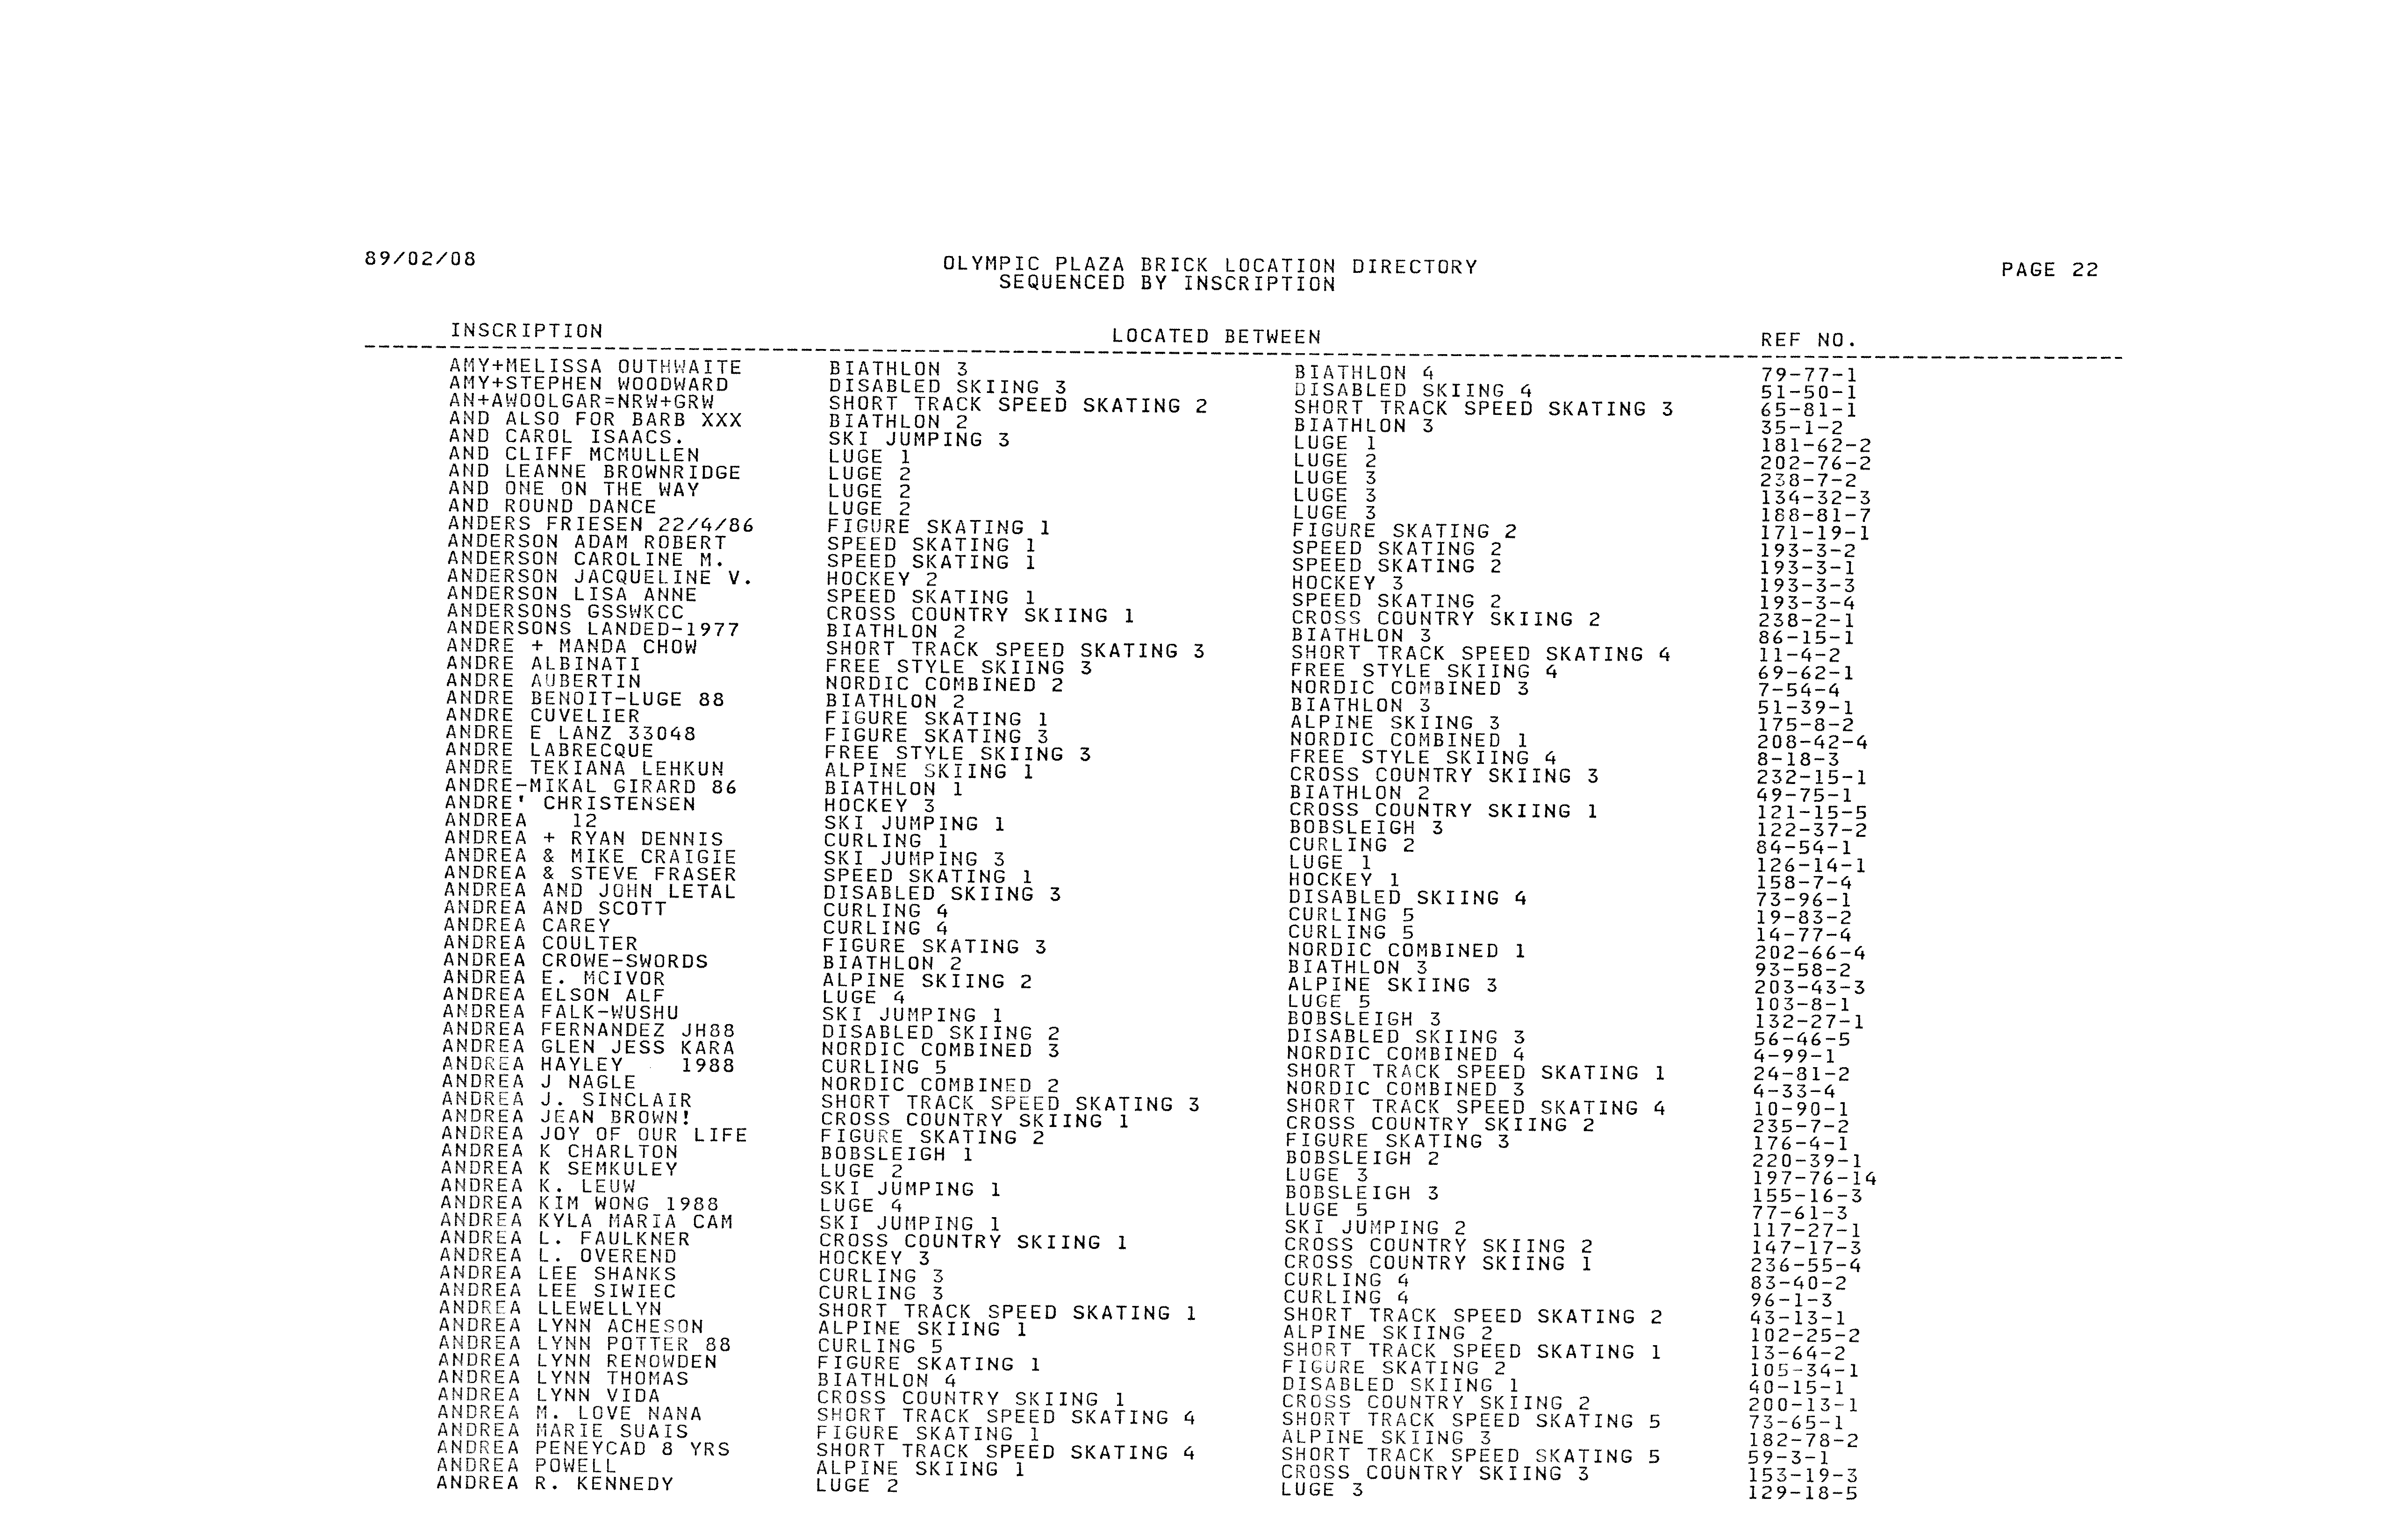 89/02/08 OLYMPIC PLAZA BRICK LOCATION DIRECTORY PAGE 22
SEQUENCED BY INSCRIPTION
INSCRIPTION LOCATED BETWEEN REF NO.
AMY+MELISSA OUTHWAITE BIATHLON 3 BIATHLON 4 79-77-1
AMY+STEPHEN WOODWARD DISABLED SKIING 3 DISABLED SKIING 4 51-50-1
AN+AWOOLGAR=NRW+GRW SHORT TRACK SPEED SKATING 2 SHORT TRACK SPEED SKATING 3 65-81-1
AND ALSO FOR BARB XXX BIATHLON 2 BIATHLON 3 35-1-2
AND CAROL ISAACS. SKI JUMPING 3 LUGE 1 181-62-2
AND CLIFF MCMULLEN LUGE 1 LUGE 2 202-76-2
AND LEANNE BROWNRIDGE LUGE 2 LUGE 3 238-7-2
AND ONE ON THE WAY LUGE 2 LUGE 3 134-32-3
AND ROUND DANCE LUGE 2 LUGE 3 188-81-7
ANDERS FRIESEN 22/4/86 FIGURE SKATING 1 FIGURE SKATING 2 171-19-1
ANDERSON ADAM ROBERT SPEED SKATING 1 SPEED SKATING 2 193-3-2
ANDERSON CAROLINE M. SPEED SKATING 1 SPEED SKATING 2 193-3-1
ANDERSON JACQUELINE V. HOCKEY 2 HOCKEY 3 193-3-3
ANDERSON LISA ANNE SPEED SKATING 1 SPEED SKATING 2 193-3-4
ANDERSONS GSSWKCC CROSS COUNTRY SKIING 1 CROSS COUNTRY SKIING 2 238-2-1
ANDERSONS LANDED-1977 BIATHLON 2 BIATHLON 3 86-15-1
ANDRE + MANDA CHOW SHORT TRACK SPEED SKATING 3 SHORT TRACK SPEED SKATING 4 11-4-2
ANDRE ALBINATI FREE STYLE SKIING 3 FREE STYLE SKIING 4 69-62-1
ANDRE AUBERTIN NORDIC COMBINED 2 NORDIC COMBINED 3 7-54-4
ANDRE BENOIT-LUGE 88 BIATHLON 2 BIATHLON 3 51-39-1
ANDRE CUVELIER FIGURE SKATING 1 ALPINE SKIING 3 175-8-2
ANDRE E LANZ 33048 FIGURE SKATING 3 NORDIC COMBINED 1 208-42-4
ANDRE LABRECQUE FREE STYLE SKIING 3 FREE STYLE SKIING 4 8-18-3
ANDRE TEKIANA LEHKUN ALPINE SKIING 1 CROSS COUNTRY SKIING 3 232-15-1
ANDRE-MIKAL GIRARD 86 BIATHLON 1 BIATHLON 2 49-75-1
ANDRE' CHRISTENSEN HOCKEY 3 CROSS COUNTRY SKIING 1 121-15-5
ANDREA 12 SKI JUMPING 1 BOBSLEIGH 3 122-37-2
ANDREA + RYAN DENNIS CURLING 1 CURLING 2 84-54-1
ANDREA & MIKE CRAIGIE SKI JUMPING 3 LUGE 1 126-14-1
ANDREA & STEVE FRASER SPEED SKATING 1 HOCKEY 1 158-7-4
ANDREA AND JOHN LETAL DISABLED SKIING 3 DISABLED SKIING 4 73-96-1
ANDREA AND SCOTT CURLING 4 CURLING 5 19-83-2
ANDREA CAREY CURLING 4 CURLING 5 14-77-4
ANDREA COULTER FIGURE SKATING 3 NORDIC COMBINED 1 202-66-4
ANDREA CROWE-SWORDS BIATHLON 2 BIATHLON 3 93-58-2
ANDREA E. MCIVOR ALPINE SKIING 2 ALPINE SKIING 3 203-43-3
ANDREA ELSON ALF LUGE 4 LUGE 5 103-8-1
ANDREA FALK-WUSHU SKI JUMPING 1 BOBSLEIGH 3 132-27-1
ANDREA FERNANDEZ JH88 DISABLED SKIING 2 DISABLED SKIING 3 56-46-5
ANDREA GLEN JESS KARA NORDIC COMBINED 3 NORDIC COMBINED 4 4-99-1
ANDREA HAYLEY 1988 CURLING 5 SHORT TRACK SPEED SKATING 1 24-81-2
ANDREA J NAGLE NORDIC COMBINED 2 NORDIC COMBINED 3 4-33-4
ANDREA J. SINCLAIR SHORT TRACK SPEED SKATING 3 SHORT TRACK SPEED SKATING 4 10-90-1
ANDREA JEAN BROWN! CROSS COUNTRY SKIING 1 CROSS COUNTRY SKIING 2 235-7-2
ANDREA JOY OF OUR LIFE FIGURE SKATING 2 FIGURE SKATING 3 176-4-1
ANDREA K CHARLTON BOBSLEIGH 1 BOBSLEIGH 2 220-39-1
ANDREA K SEMKULEY LUGE 2 LUGE 3 197-76-14
ANDREA K. LEUW SKI JUMPING 1 BOBSLEIGH 3 155-16-3
ANDREA KIM WONG 1988 LUGE 4 LUGE 5 77-61-3
ANDREA KYLA MARIA CAM SKI JUMPING 1 SKI JUMPING 2 117-27-1
ANDREA L. FAULKNER CROSS COUNTRY SKIING 1 CROSS COUNTRY SKIING 2 147-17-3
ANDREA L. OVEREND HOCKEY 3 CROSS COUNTRY SKIING 1 236-55-4
ANDREA LEE SHANKS CURLING 3 CURLING 4 83-40-2
ANDREA LEE SIWIEC CURLING 3 CURLING 4 96-1-3
ANDREA LLEWELLYN SHORT TRACK SPEED SKATING 1 SHORT TRACK SPEED SKATING 2 43-13-1
ANDREA LYNN ACHESON ALPINE SKIING 1 ALPINE SKIING 2 102-25-2
ANDREA LYNN POTTER 88 CURLING 5 SHORT TRACK SPEED SKATING 1 13-64-2
ANDREA LYNN RENOWDEN FIGURE SKATING 1 FIGURE SKATING 2 105-34-1
ANDREA LYNN THOMAS BIATHLON 4 DISABLED SKIING 1 40-15-1
ANDREA LYNN VIDA CROSS COUNTRY SKIING 1 CROSS COUNTRY SKIING 2 200-13-1
ANDREA M. LOVE NANA SHORT TRACK SPEED SKATING 4 SHORT TRACK SPEED SKATING 5 73-65-1
ANDREA MARIE SUAIS FIGURE SKATING 1 ALPINE SKIING 3 182-78-2
ANDREA PENEYCAD 8 YRS SHORT TRACK SPEED SKATING 4 SHORT TRACK SPEED SKATING 5 59-3-1
ANDREA POWELL ALPINE SKIING 1 CROSS COUNTRY SKIING 3 153-19-3
ANDREA R. KENNEDY LUGE 2 LUGE 3 129-18-5